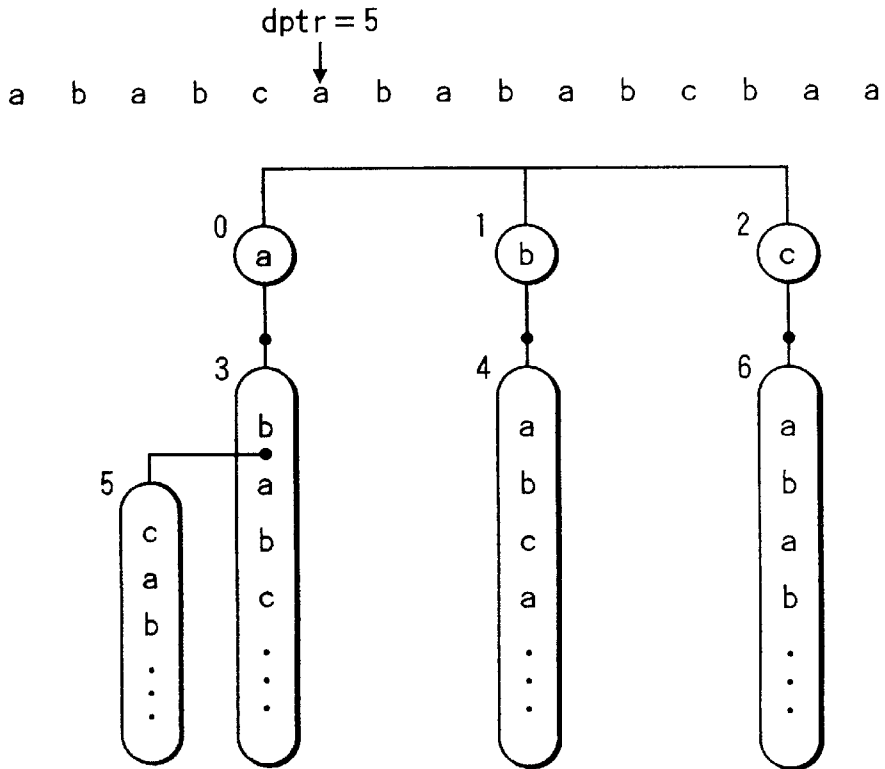 dptr = 5
a b a b c a b a b a b c b a a
0 1 2
a b c
3 4 6
b a a
5 a b b
c b c a
a c a b
b